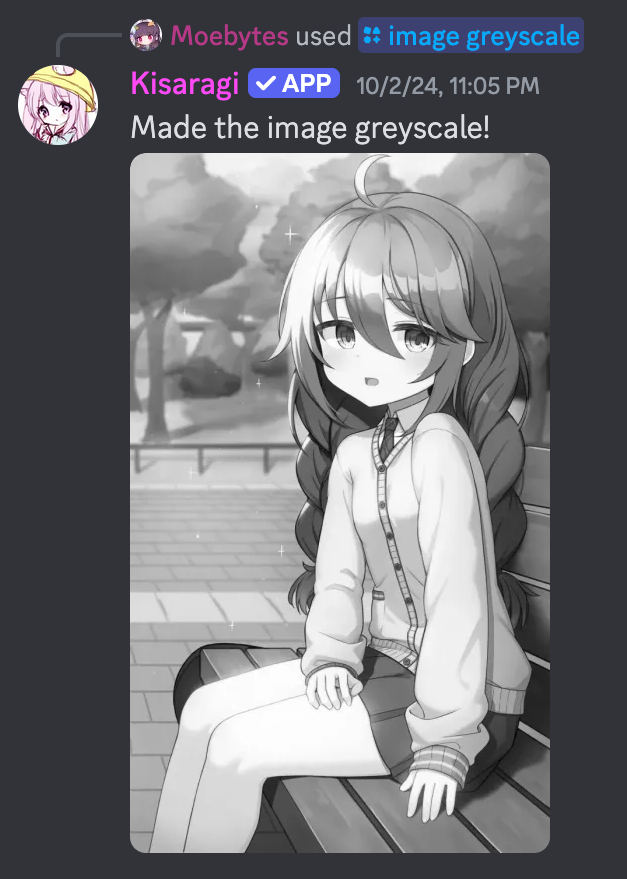 Moebytes used image greyscale
Kisaragi ✓ APP 10/2/24, 11:05 PM
Made the image greyscale!